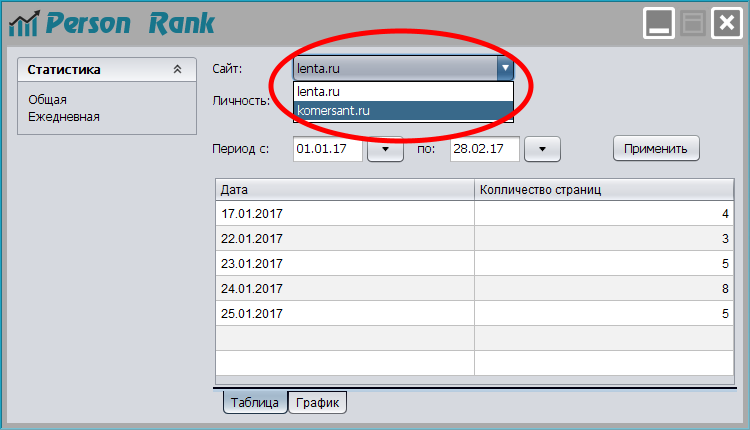 Person Rank
Статистика
Общая
Ежедневная
Сайт: lenta.ru
lenta.ru
komersant.ru
Личность:
Период с: 01.01.17 по: 28.02.17 Применить
Дата Колличество страниц
17.01.2017 4
22.01.2017 3
23.01.2017 5
24.01.2017 8
25.01.2017 5
Таблица График